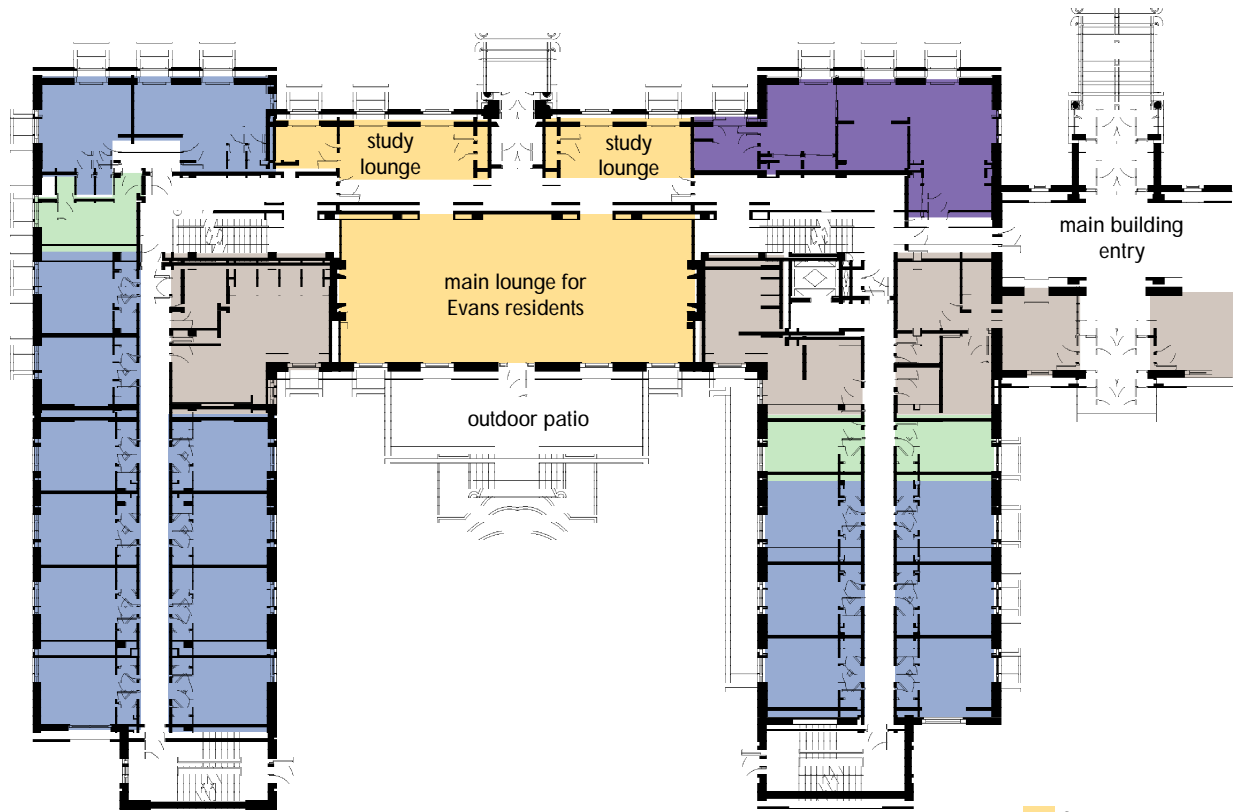 study
lounge
study
lounge
main building
entry
main lounge for
Evans residents
outdoor patio